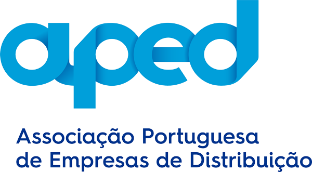 aped
Associação Portuguesa
de Empresas de Distribuição